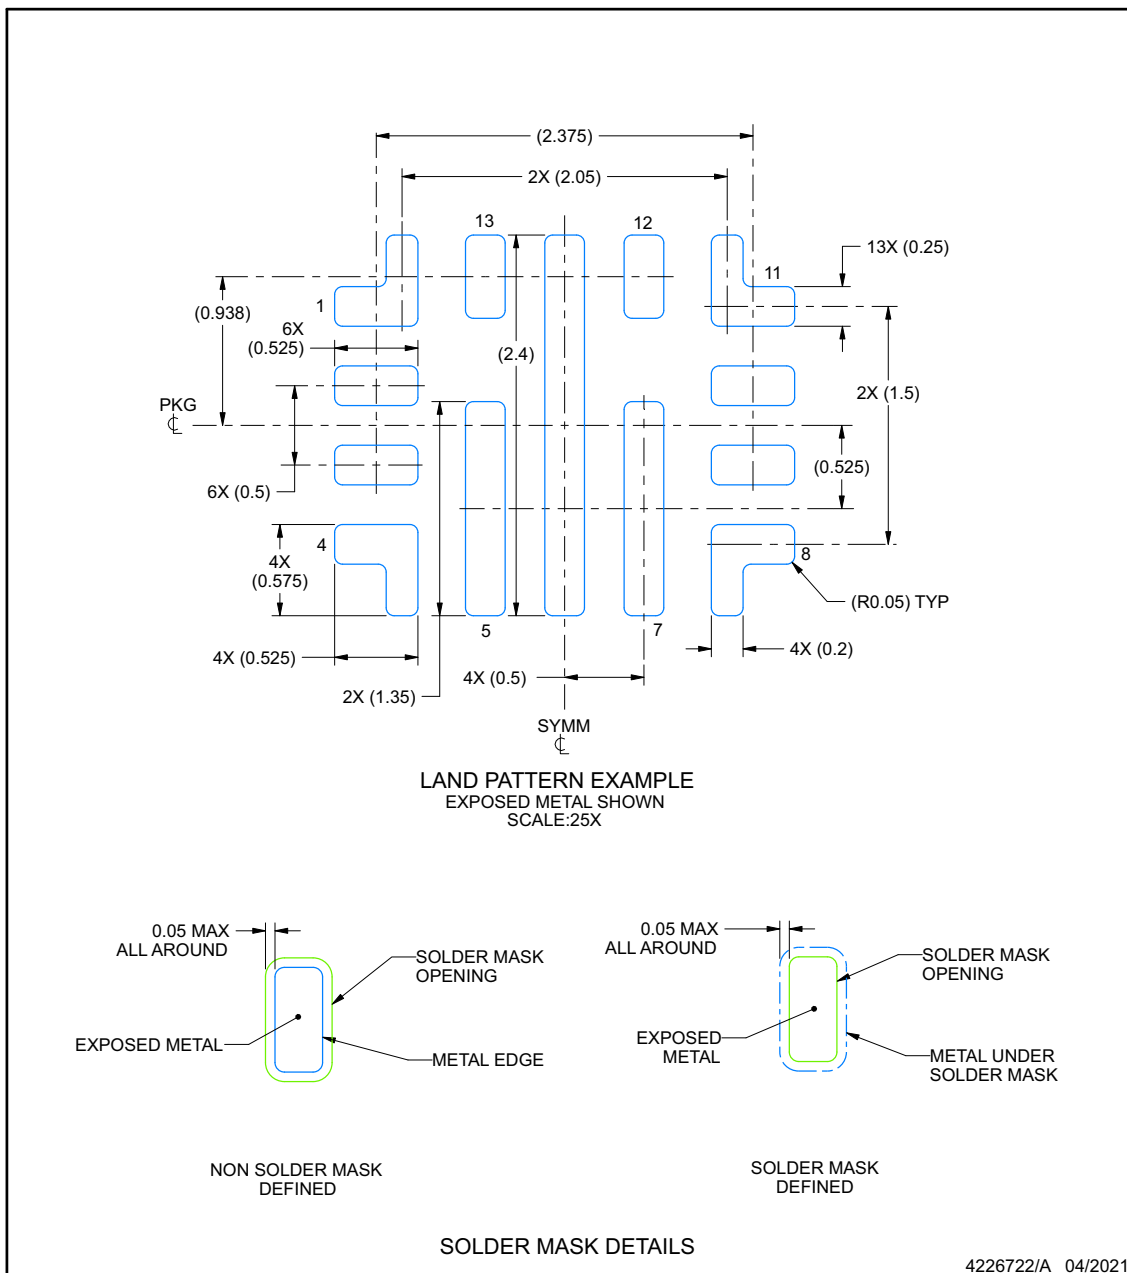 (2.375)
2X (2.05)
13
12
13X (0.25)
11
1
(0.938)
6X
(0.525)
(2.4)
2X (1.5)
PKG
℄
(0.525)
6X (0.5)
4
4X
(0.575)
8
(R0.05) TYP
5
7
4X (0.525)
4X (0.2)
4X (0.5)
2X (1.35)
SYMM
℄
LAND PATTERN EXAMPLE
EXPOSED METAL SHOWN
SCALE:25X
0.05 MAX
ALL AROUND
SOLDER MASK
OPENING
EXPOSED METAL
METAL EDGE
NON SOLDER MASK
DEFINED
0.05 MAX
ALL AROUND
SOLDER MASK
OPENING
EXPOSED
METAL
METAL UNDER
SOLDER MASK
SOLDER MASK
DEFINED
SOLDER MASK DETAILS
4226722/A 04/2021